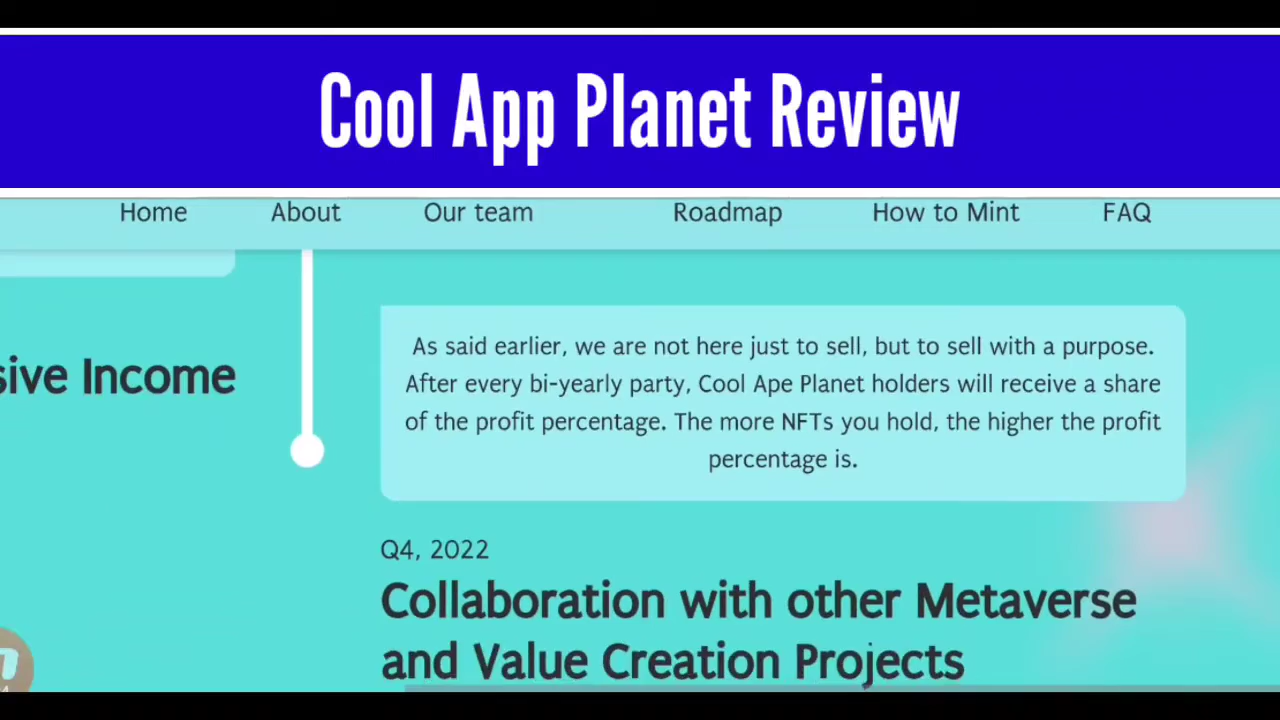 Cool App Planet Review
Home About Our team Roadmap How to Mint FAQ
As said earlier, we are not here just to sell, but to sell with a purpose.
After every bi-yearly party, Cool Ape Planet holders will receive a share
of the profit percentage. The more NFTs you hold, the higher the profit
percentage is.
sive Income
Q4, 2022
Collaboration with other Metaverse
and Value Creation Projects